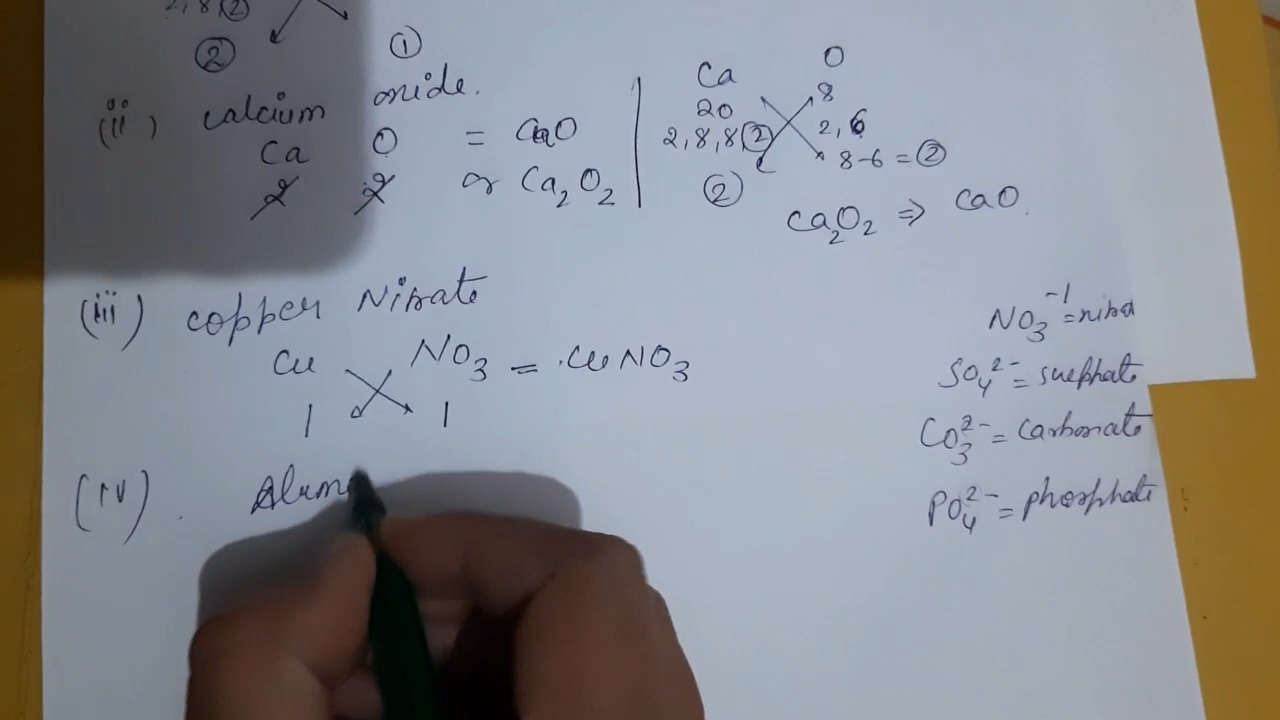 2,8,2
2 1
(ii) calcium oxide.
Ca O = CaO
2 2 or Ca₂O₂
Ca O
20 8
2,8,8,2 2,6
8-6 = 2
2
Ca₂O₂ ⇒ CaO.
(iii) copper Nitrate
Cu NO₃ = CuNO₃
1 1
NO₃⁻¹ =
SO₄²⁻ = sulphate
CO₃²⁻ = Carbonate
PO₄²⁻ = phosphate
(iv). Alum